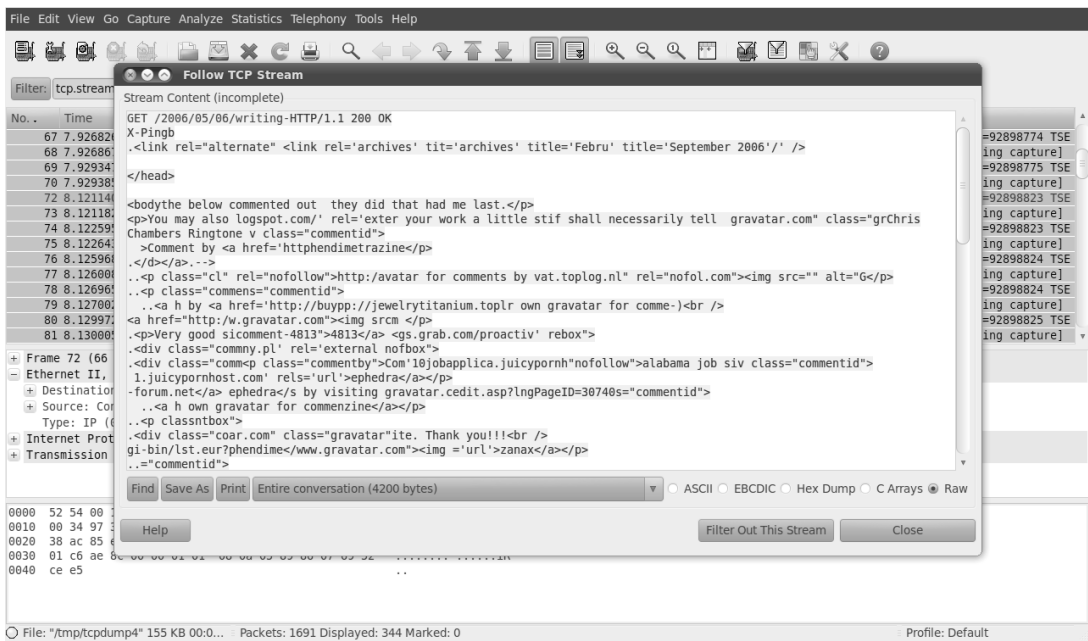 File Edit View Go Capture Analyze Statistics Telephony Tools Help
Filter: tcp.stream
Follow TCP Stream
Stream Content (incomplete)
GET /2006/05/06/writing-HTTP/1.1 200 OK
X-Pingb
.<link rel="alternate" <link rel='archives' tit='archives' title='Febru' title='September 2006'/' />
</head>
<bodythe below commented out  they did that had me last.</p>
<p>You may also logspot.com/' rel='exter your work a little stif shall necessarily tell  gravatar.com" class="grChris
Chambers Ringtone v class="commentid">
>Comment by <a href='httphendimetrazine</p>
.</d></a>.-->
..<p class="cl" rel="nofollow">http:/avatar for comments by vat.toplog.nl" rel="nofol.com"><img src="" alt="G</p>
..<p class="commens="commentid">
..<a h by <a href='http://buypp://jewelrytitanium.toplr own gravatar for comme-)<br />
<a href="http:/w.gravatar.com"><img srcm </p>
.<p>Very good sicomment-4813">4813</a> <gs.grab.com/proactiv' rebox">
.<div class="commny.pl' rel='external nofbox">
.<div class="comm<p class="commentby">Com'10jobapplica.juicypornh"nofollow">alabama job siv class="commentid">
1.juicypornhost.com' rels='url'>ephedra</a></p>
-forum.net</a> ephedra</s by visiting gravatar.cedit.asp?lngPageID=30740s="commentid">
..<a h own gravatar for commenzine</a></p>
..<p classntbox">
.<div class="coar.com" class="gravatar"ite. Thank you!!!<br />
gi-bin/lst.eur?phendime</www.gravatar.com"><img ='url'>zanax</a></p>
..="commentid">
Find Save As Print Entire conversation (4200 bytes) ASCII EBCDIC Hex Dump C Arrays Raw
Help Filter Out This Stream Close
No. . Time
67 7.92682 =92898774 TSE
68 7.92686 ing capture]
69 7.92934 =92898775 TSE
70 7.92938 ing capture]
72 8.12114 =92898823 TSE
73 8.12118 ing capture]
74 8.12259 =92898823 TSE
75 8.12264 ing capture]
76 8.12596 =92898824 TSE
77 8.12600 ing capture]
78 8.12696 =92898824 TSE
79 8.12700 ing capture]
80 8.12997 =92898825 TSE
81 8.13000 ing capture]
Frame 72 (66
Ethernet II,
Destination
Source: Co
Type: IP (
Internet Prot
Transmission
0000 52 54 00
0010 00 34 97
0020 38 ac 85
0030 01 c6 ae
0040 ce e5 ..
File: "/tmp/tcpdump4" 155 KB 00:0... Packets: 1691 Displayed: 344 Marked: 0 Profile: Default